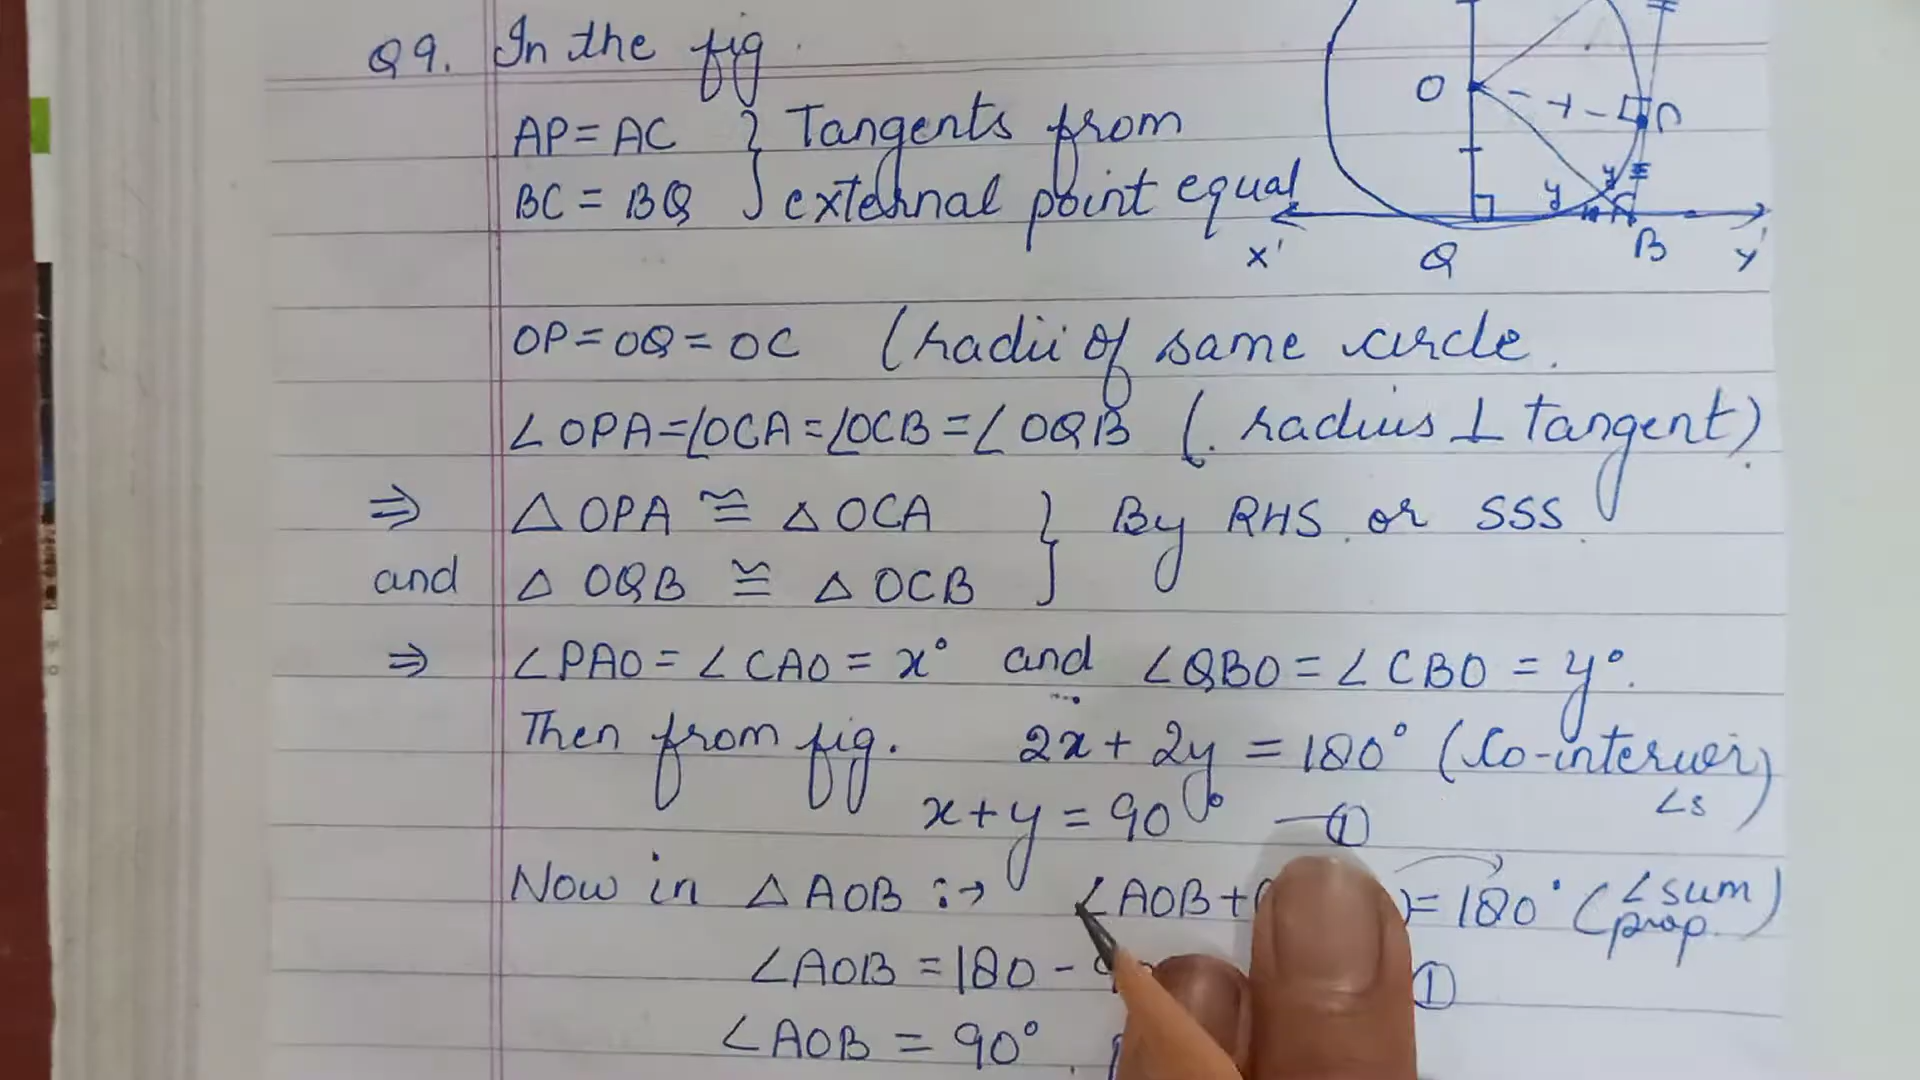 Q9. In the fig.
AP = AC } Tangents from
BC = BQ } external point equal
O
C
y y
x' Q B y'
OP = OQ = OC (radii of same circle.
∠OPA = ∠OCA = ∠OCB = ∠OQB (. radius ⊥ tangent)
⇒ △OPA ≅ △OCA } By RHS or SSS
and △OQB ≅ △OCB
⇒ ∠PAO = ∠CAO = x° and ∠QBO = ∠CBO = y°.
Then from fig. 2x + 2y = 180° (Co-interior ∠s)
x + y = 90° — ①
Now in △AOB :→ ∠AOB + ( ) = 180° (∠sum prop.)
∠AOB = 180 - ①
∠AOB = 90°